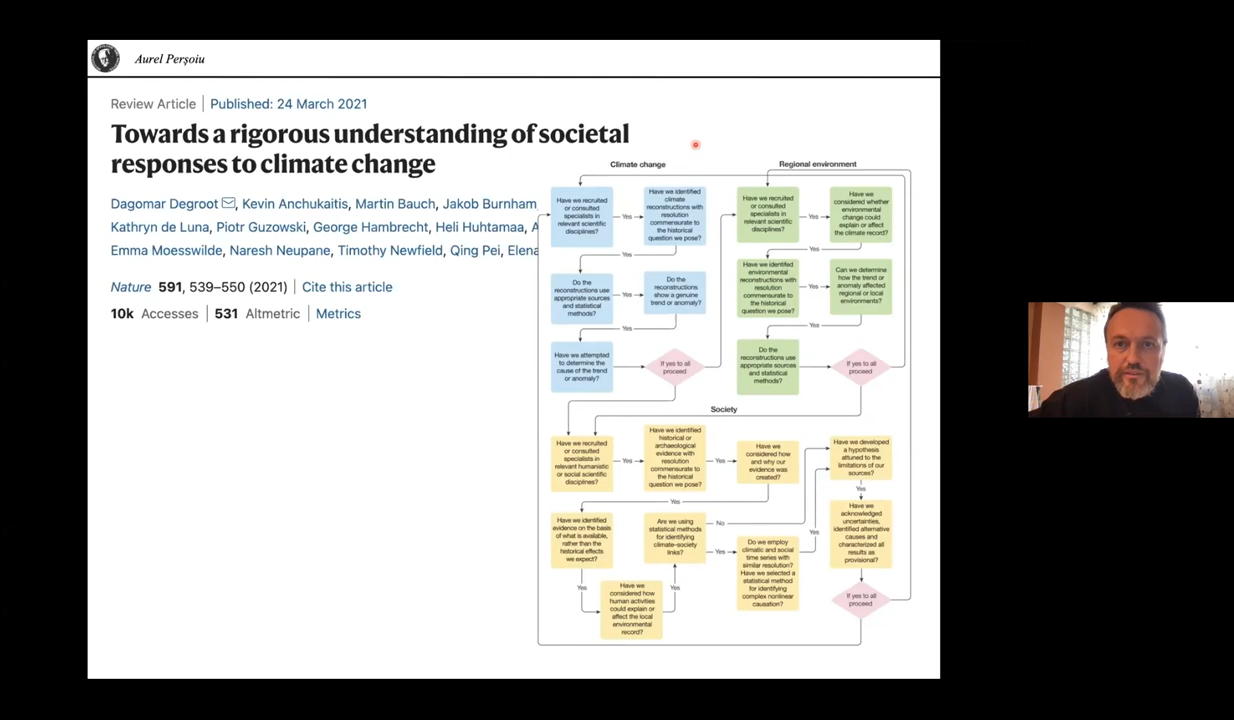 Aurel Perșoiu
Review Article | Published: 24 March 2021
Towards a rigorous understanding of societal
responses to climate change
Dagomar Degroot, Kevin Anchukaitis, Martin Bauch, Jakob Burnham
Kathryn de Luna, Piotr Guzowski, George Hambrecht, Heli Huhtamaa, A
Emma Moesswilde, Naresh Neupane, Timothy Newfield, Qing Pei, Elena
Nature 591, 539–550 (2021) | Cite this article
10k Accesses | 531 Altmetric | Metrics
Climate change
Have we recruited
or consulted
specialists in
relevant scientific
disciplines?
Yes
Have we identified
climate
reconstructions with
resolution
commensurate to
the historical
question we pose?
Yes
Do the
reconstructions use
appropriate sources
and statistical
methods?
Yes
Do the
reconstructions
show a genuine
trend or anomaly?
Yes
Have we attempted
to determine the
cause of the trend
or anomaly?
If yes to all
proceed
Regional environment
Have we recruited
or consulted
specialists in
relevant scientific
disciplines?
Yes
Have we
considered whether
environmental
change could
explain or affect
the climate record?
Yes
Have we identifed
environmental
reconstructions with
resolution
commensurate to
the historical
question we pose?
Yes
Can we determine
how the trend or
anomaly affected
regional or local
environments?
Yes
Do the
reconstructions use
appropriate sources
and statistical
methods?
If yes to all
proceed
Society
Have we recruited
or consulted
specialists in
relevant humanistic
or social scientific
disciplines?
Yes
Have we identified
historical or
archaeological
evidence with
resolution
commensurate to
the historical
question we pose?
Yes
Have we
considered how
and why our
evidence was
created?
Yes
Have we identified
evidence on the basis
of what is available,
rather than the
historical effects
we expect?
Yes
Have we
considered how
human activities
could explain or
affect the local
environmental
record?
Yes
Are we using
statistical methods
for identifying
climate–society
links?
No
Yes
Do we employ
climatic and social
time series with
similar resolution?
Have we selected a
statistical method
for identifying
complex nonlinear
causation?
Yes
Have we developed
a hypothesis
attuned to the
limitations of our
sources?
Yes
Have we
acknowledged
uncertainties,
identified alternative
causes and
characterized all
results as
provisional?
If yes to all
proceed